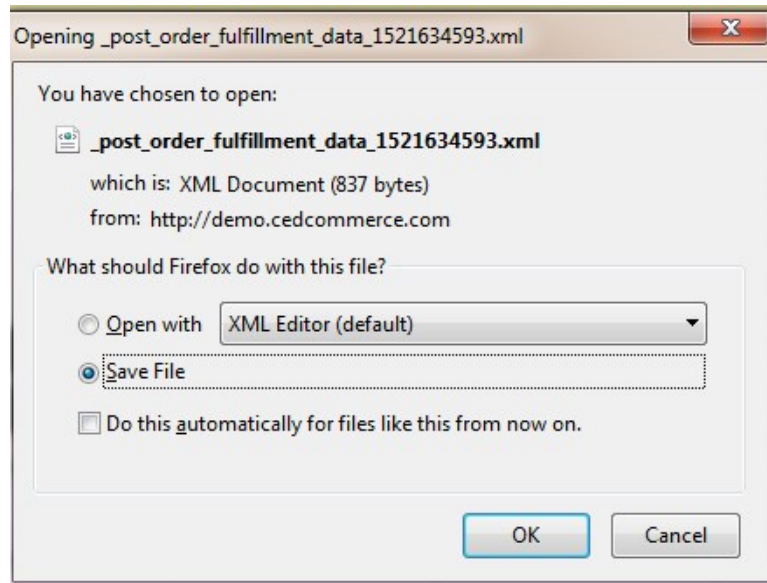 Opening _post_order_fulfillment_data_1521634593.xml
You have chosen to open:
_post_order_fulfillment_data_1521634593.xml
which is: XML Document (837 bytes)
from: http://demo.cedcommerce.com
What should Firefox do with this file?
Open with XML Editor (default)
Save File
Do this automatically for files like this from now on.
OK Cancel